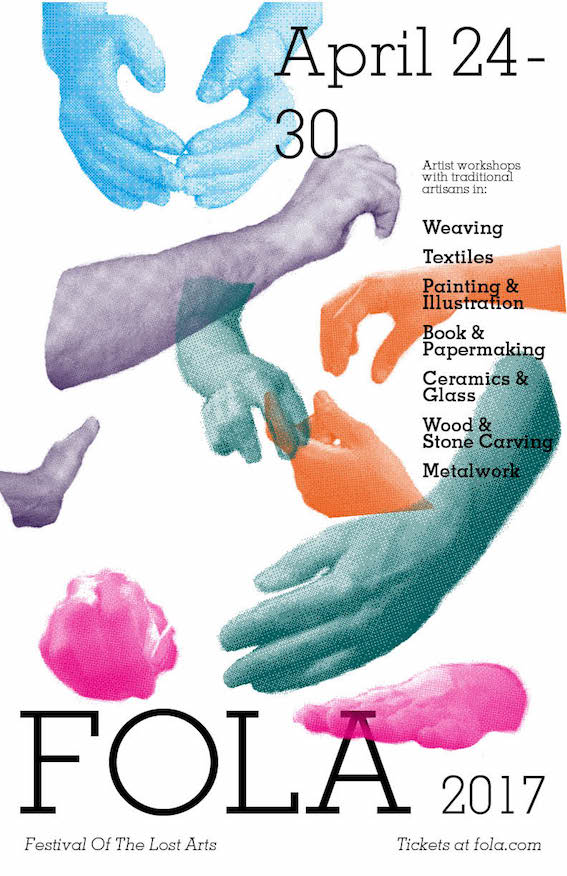 April 24-
30
Artist workshops
with traditional
artisans in:
Weaving
Textiles
Painting &
Illustration
Book &
Papermaking
Ceramics &
Glass
Wood &
Stone Carving
Metalwork
FOLA 2017
Festival Of The Lost Arts
Tickets at fola.com